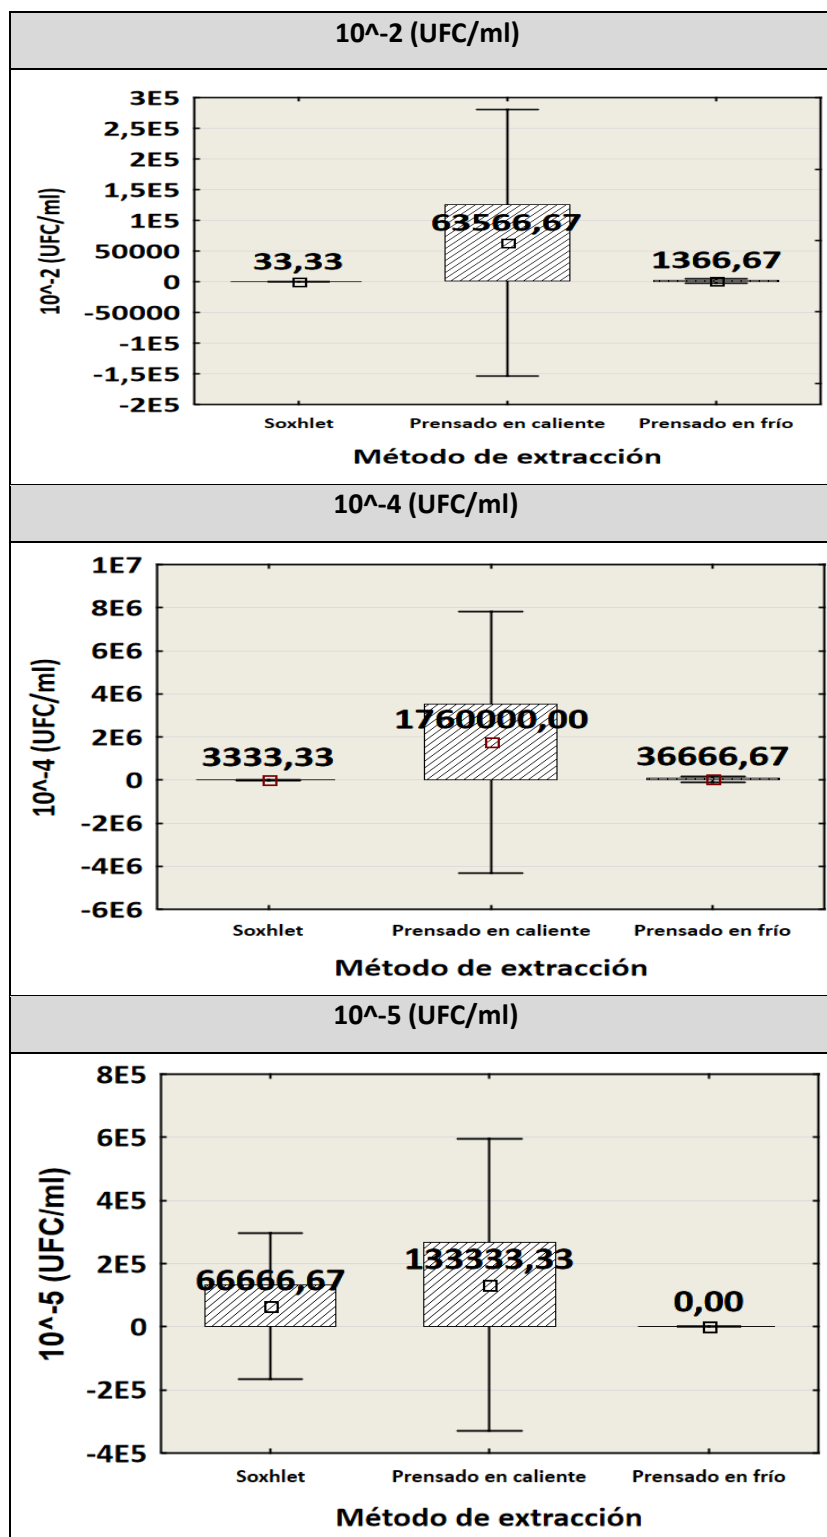 10^-2 (UFC/ml)
3E5
2,5E5
2E5
1,5E5
1E5
50000
0
-50000
-1E5
-1,5E5
-2E5
10^-2 (UFC/ml)
33,33
63566,67
1366,67
Soxhlet Prensado en caliente Prensado en frío
Método de extracción
10^-4 (UFC/ml)
1E7
8E6
6E6
4E6
2E6
0
-2E6
-4E6
-6E6
10^-4 (UFC/ml)
3333,33
1760000,00
36666,67
Soxhlet Prensado en caliente Prensado en frío
Método de extracción
10^-5 (UFC/ml)
8E5
6E5
4E5
2E5
0
-2E5
-4E5
10^-5 (UFC/ml)
66666,67
133333,33
0,00
Soxhlet Prensado en caliente Prensado en frío
Método de extracción